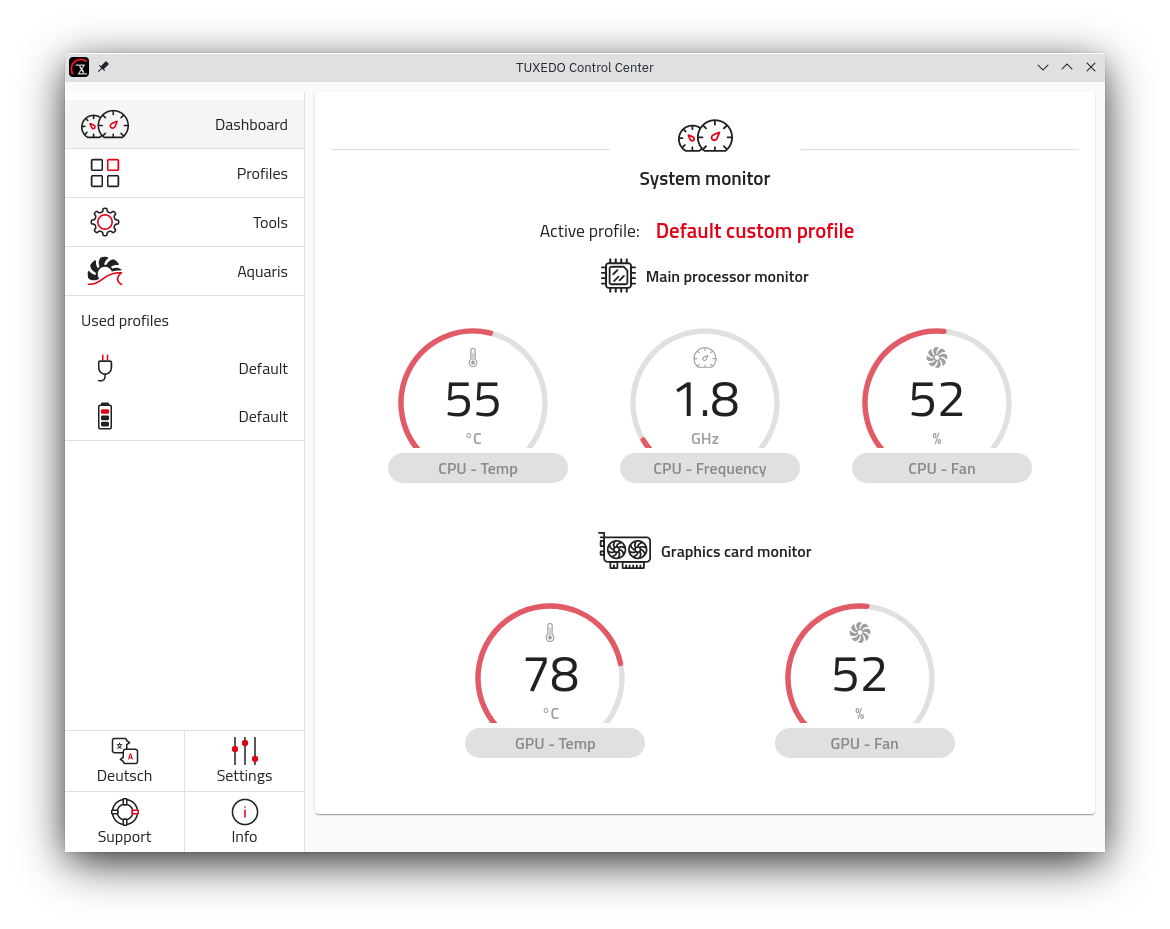 TUXEDO Control Center
Dashboard
Profiles
Tools
Aquaris
Used profiles
Default
Default
Deutsch
Settings
Support
Info
System monitor
Active profile: Default custom profile
Main processor monitor
55
°C
CPU - Temp
1.8
GHz
CPU - Frequency
52
%
CPU - Fan
Graphics card monitor
78
°C
GPU - Temp
52
%
GPU - Fan